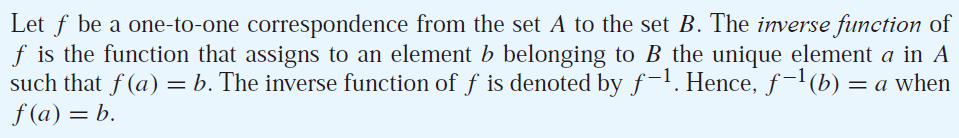 Let f be a one-to-one correspondence from the set A to the set B. The inverse function of
f is the function that assigns to an element b belonging to B the unique element a in A
such that f(a) = b. The inverse function of f is denoted by f⁻¹. Hence, f⁻¹(b) = a when
f(a) = b.